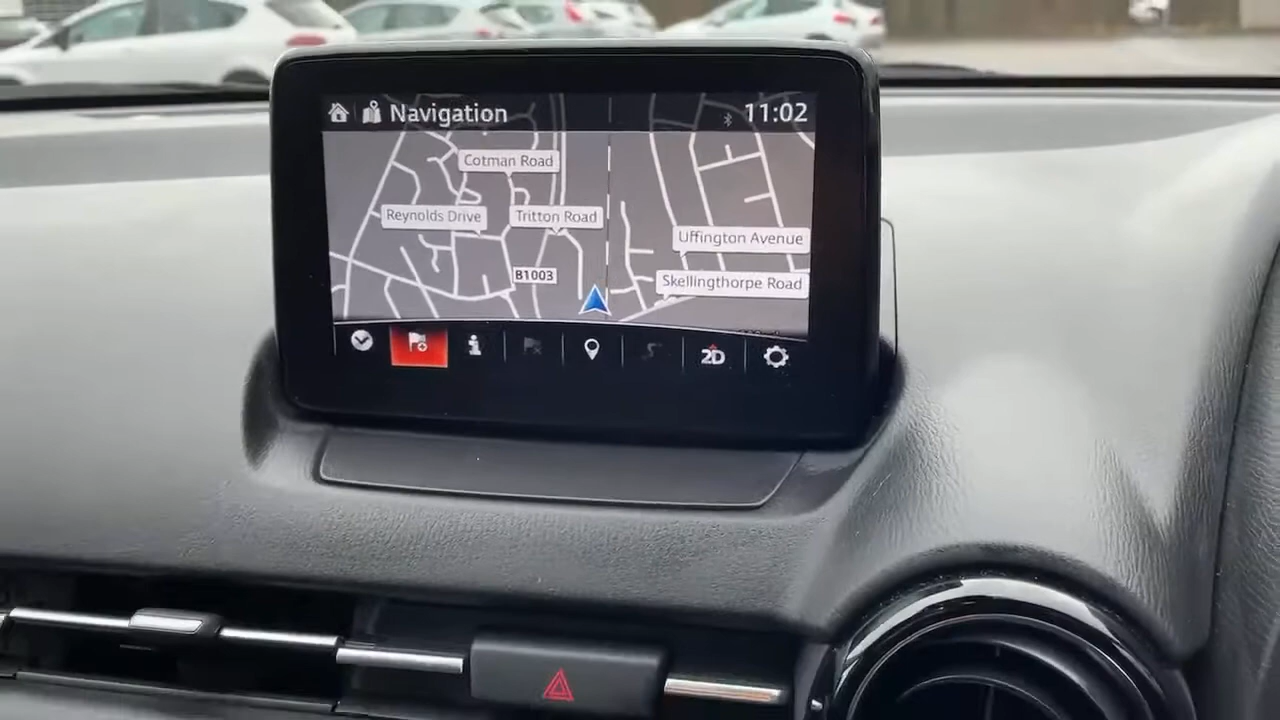 Navigation
11:02
Cotman Road
Reynolds Drive
Tritton Road
Uffington Avenue
B1003
Skellingthorpe Road
2D